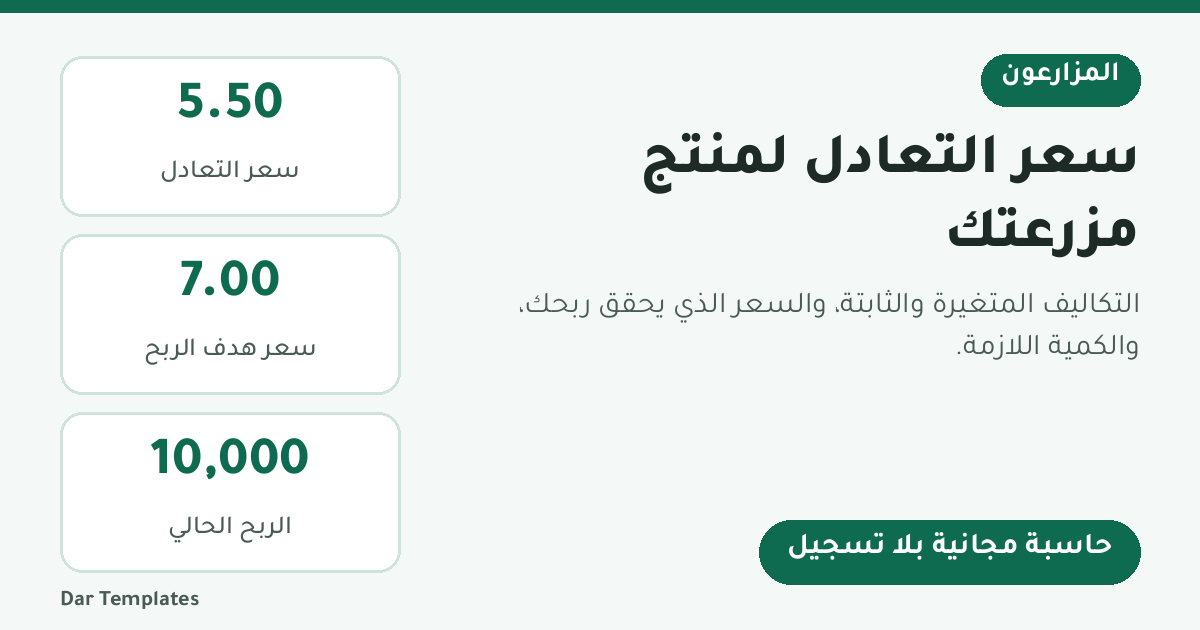 المزارعون
سعر التعادل لمنتج
مزرعتك
التكاليف المتغيرة والثابتة، والسعر الذي يحقق ربحك،
والكمية اللازمة.
حاسبة مجانية بلا تسجيل
5.50
سعر التعادل
7.00
سعر هدف الربح
10,000
الربح الحالي
Dar Templates